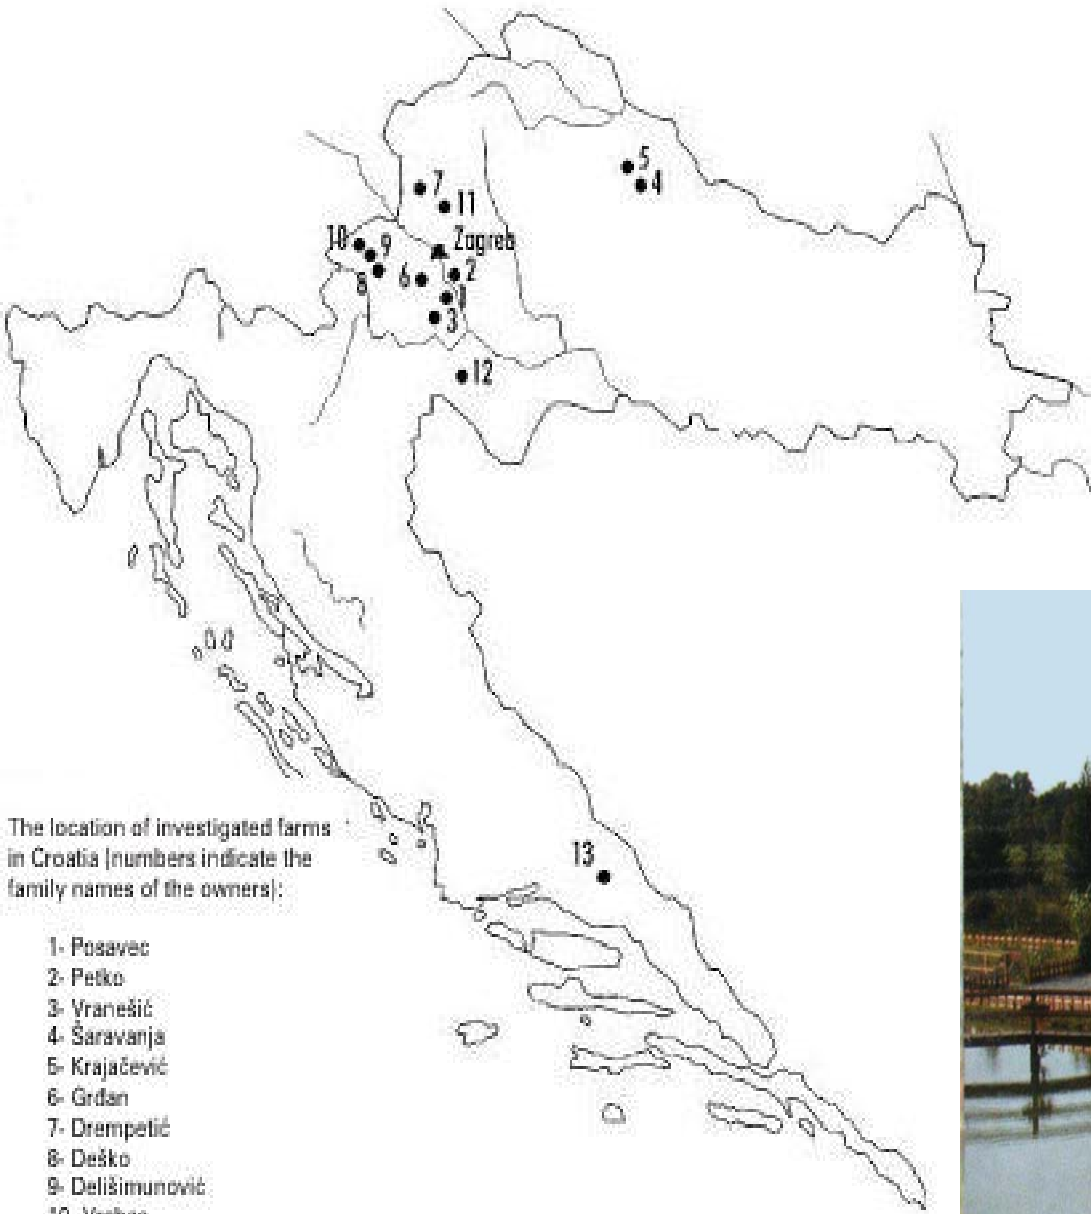 5
4
7
11
10
9
Zagreb
8
6
2
1
3
12
13
The location of investigated farms
in Croatia (numbers indicate the
family names of the owners):
1- Posavec
2- Petko
3- Vranešić
4- Šaravanja
5- Krajačević
6- Grđan
7- Drempetić
8- Deško
9- Delišimunović